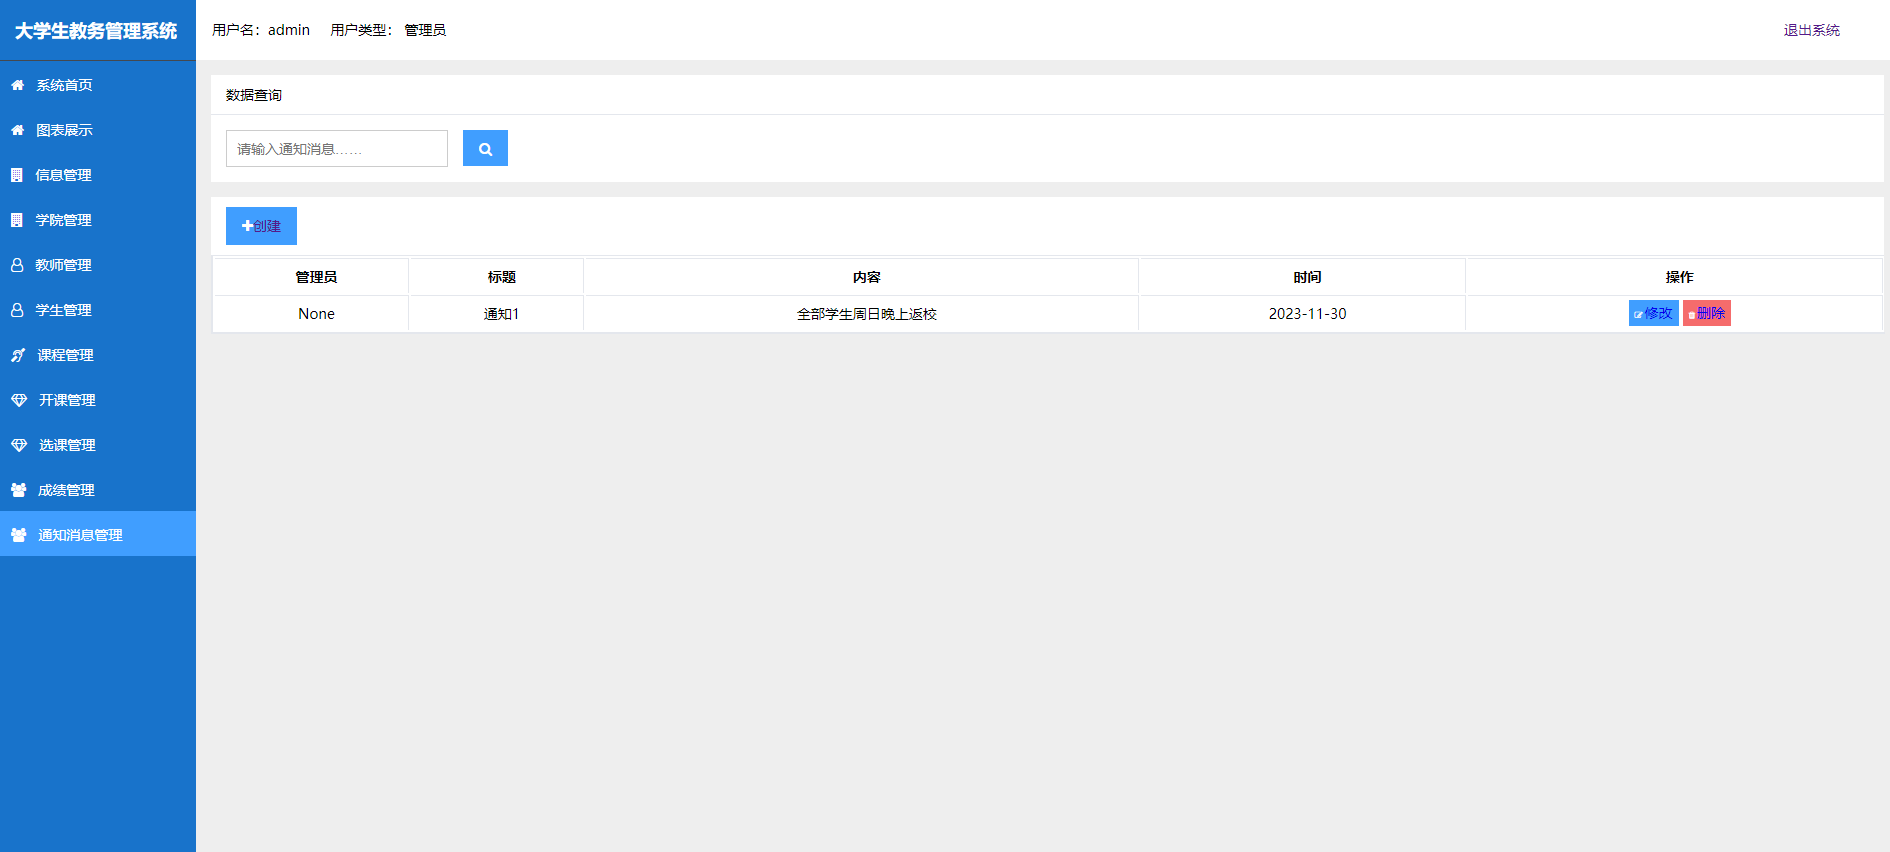 大学生教务管理系统
用户名：admin 用户类型： 管理员
退出系统
系统首页
图表展示
信息管理
学院管理
教师管理
学生管理
课程管理
开课管理
选课管理
成绩管理
通知消息管理
数据查询
请输入通知消息……
创建
管理员 标题 内容 时间 操作
None 通知1 全部学生周日晚上返校 2023-11-30 修改 删除